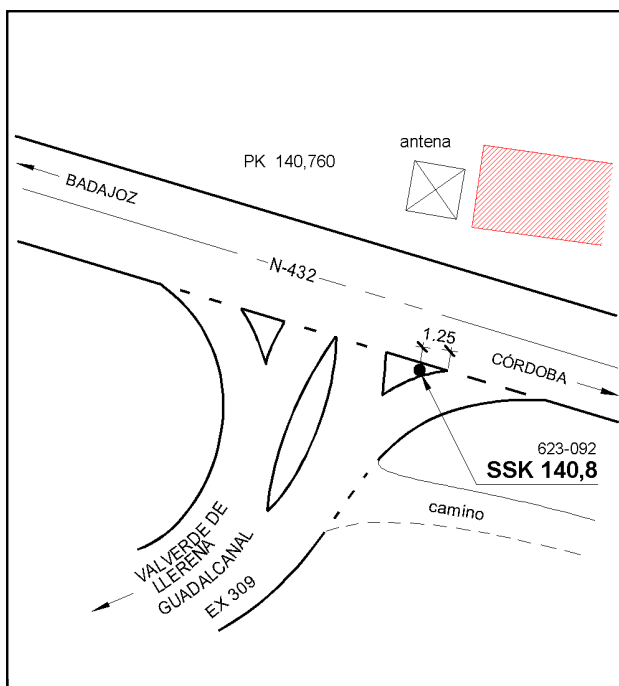 antena
PK 140,760
BADAJOZ
N-432
1.25
CÓRDOBA
623-092
SSK 140,8
camino
VALVERDE DE
LLERENA
GUADALCANAL
EX 309